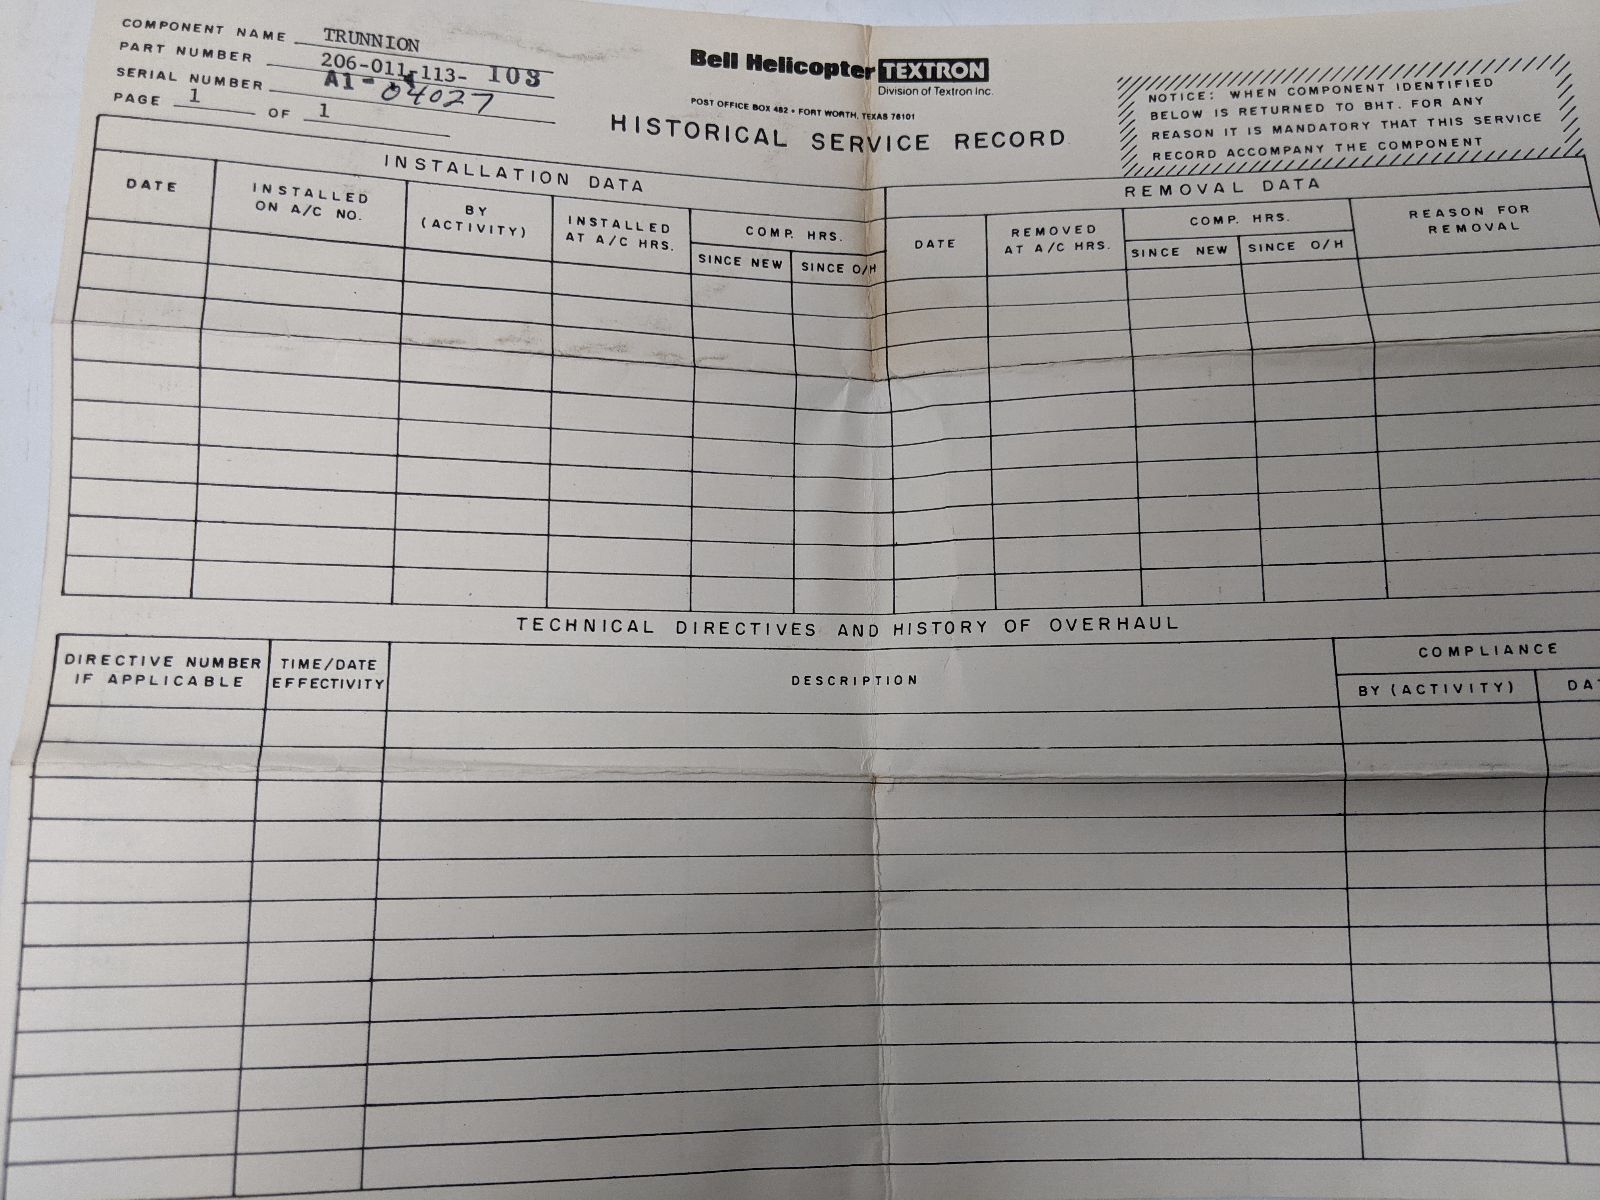 COMPONENT NAME TRUNNION
PART NUMBER 206-011-113- 103
SERIAL NUMBER A1- 04027
PAGE 1 OF 1
Bell Helicopter TEXTRON
Division of Textron Inc.
POST OFFICE BOX 482 • FORT WORTH, TEXAS 76101
HISTORICAL SERVICE RECORD
NOTICE: WHEN COMPONENT IDENTIFIED
BELOW IS RETURNED TO BHT. FOR ANY
REASON IT IS MANDATORY THAT THIS SERVICE
RECORD ACCOMPANY THE COMPONENT
INSTALLATION DATA
REMOVAL DATA
DATE
INSTALLED
ON A/C NO.
BY
(ACTIVITY)
INSTALLED
AT A/C HRS.
COMP. HRS.
SINCE NEW
SINCE O/H
DATE
REMOVED
AT A/C HRS.
COMP. HRS.
SINCE NEW
SINCE O/H
REASON FOR
REMOVAL
TECHNICAL DIRECTIVES AND HISTORY OF OVERHAUL
DIRECTIVE NUMBER
IF APPLICABLE
TIME/DATE
EFFECTIVITY
DESCRIPTION
COMPLIANCE
BY (ACTIVITY)